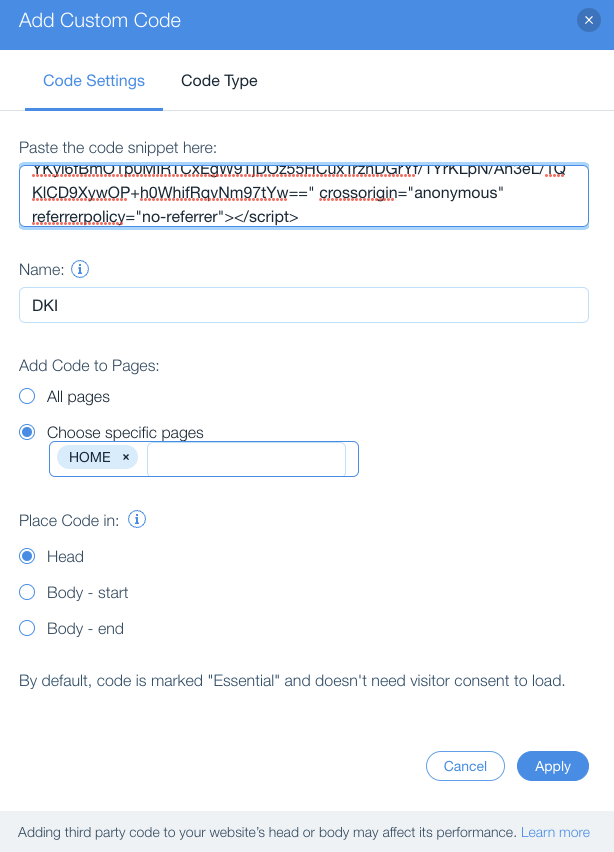 Add Custom Code
×
Code Settings
Code Type
Paste the code snippet here:
KlCD9XywOP+h0WhifRqvNm97tYw==" crossorigin="anonymous"
referrerpolicy="no-referrer"></script>
Name: i
DKI
Add Code to Pages:
All pages
Choose specific pages
HOME ×
Place Code in: i
Head
Body - start
Body - end
By default, code is marked "Essential" and doesn't need visitor consent to load.
Cancel
Apply
Adding third party code to your website's head or body may affect its performance. Learn more